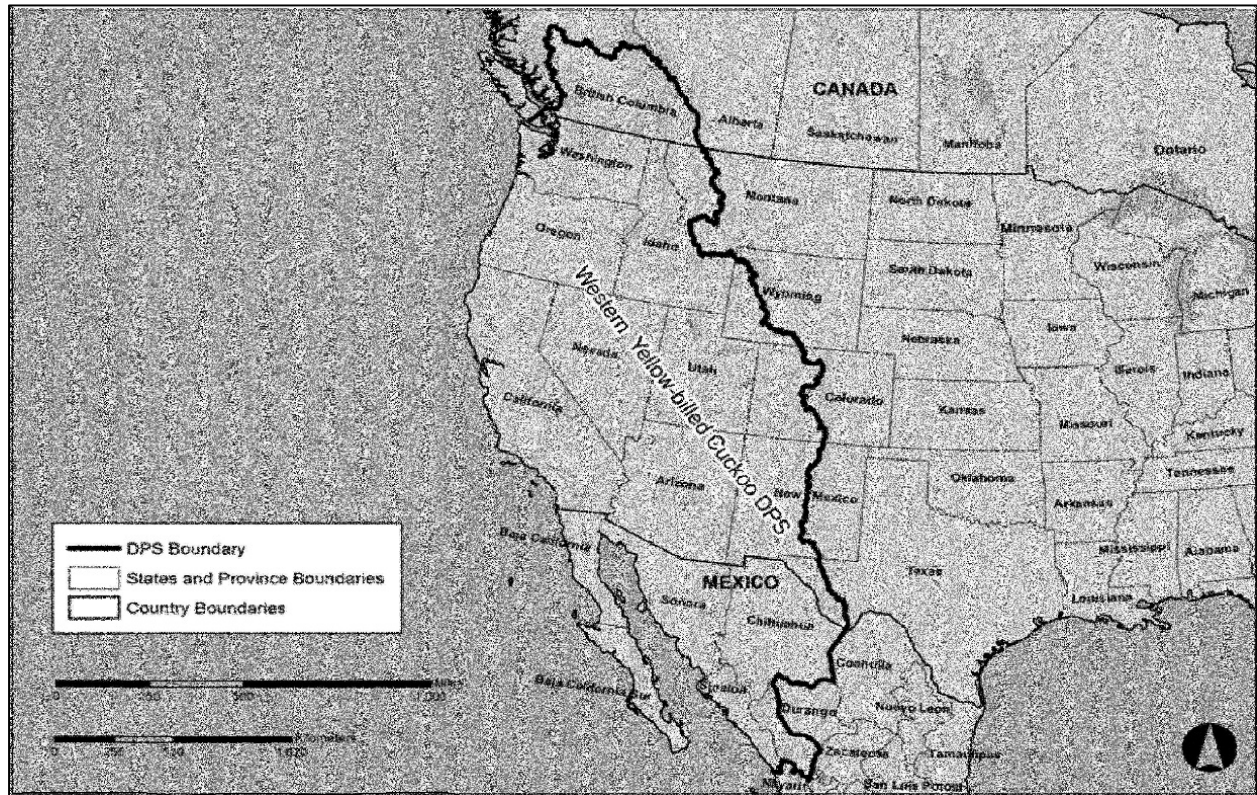 CANADA
British Columbia
Alberta
Saskatchewan
Manitoba
Ontario
Washington
Montana
North Dakota
Minnesota
Oregon
Idaho
South Dakota
Wisconsin
Michigan
Wyoming
Western Yellow-billed Cuckoo DPS
Nebraska
Iowa
Nevada
Utah
Illinois
Indiana
California
Colorado
Kansas
Missouri
Kentucky
Arizona
New Mexico
Oklahoma
Tennessee
Arkansas
Mississippi
Alabama
Baja California
MEXICO
Texas
Louisiana
Sonora
Chihuahua
Coahuila
Baja California Sur
Sinaloa
Durango
Nuevo Leon
Zacatecas
Tamaulipas
Nayarit
San Luis Potosi
DPS Boundary
States and Province Boundaries
Country Boundaries
0
Kilometers
0